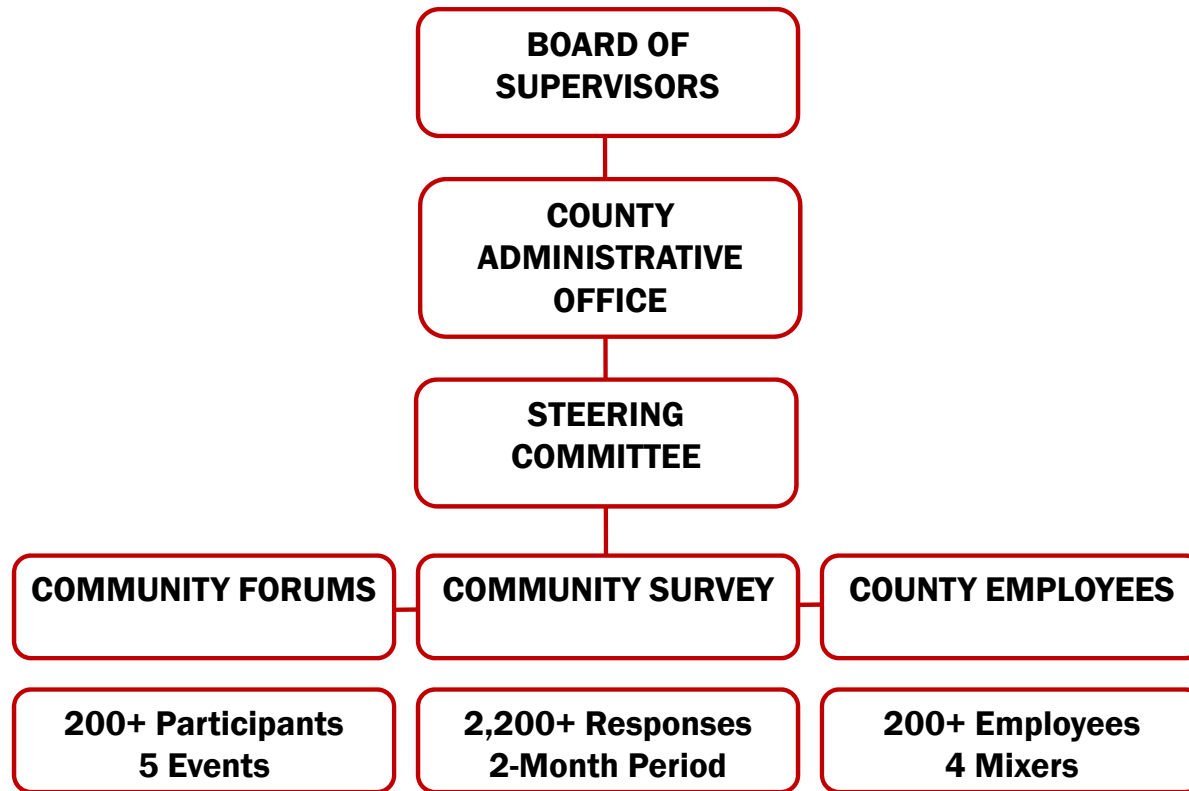 BOARD OF
SUPERVISORS
COUNTY
ADMINISTRATIVE
OFFICE
STEERING
COMMITTEE
COMMUNITY FORUMS
COMMUNITY SURVEY
COUNTY EMPLOYEES
200+ Participants
5 Events
2,200+ Responses
2-Month Period
200+ Employees
4 Mixers